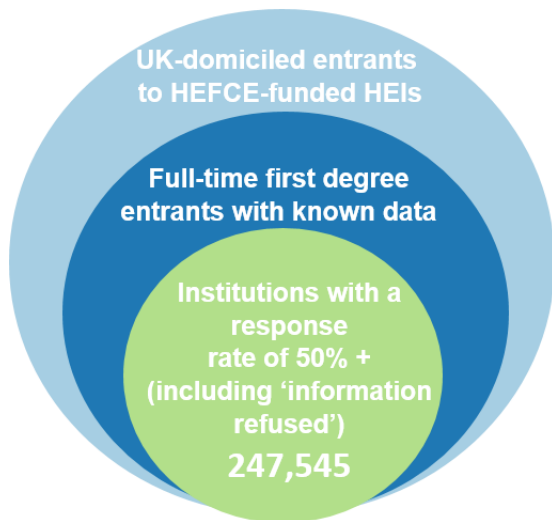 UK-domiciled entrants
to HEFCE-funded HEIs
Full-time first degree
entrants with known data
Institutions with a
response
rate of 50% +
(including ‘information
refused’)
247,545